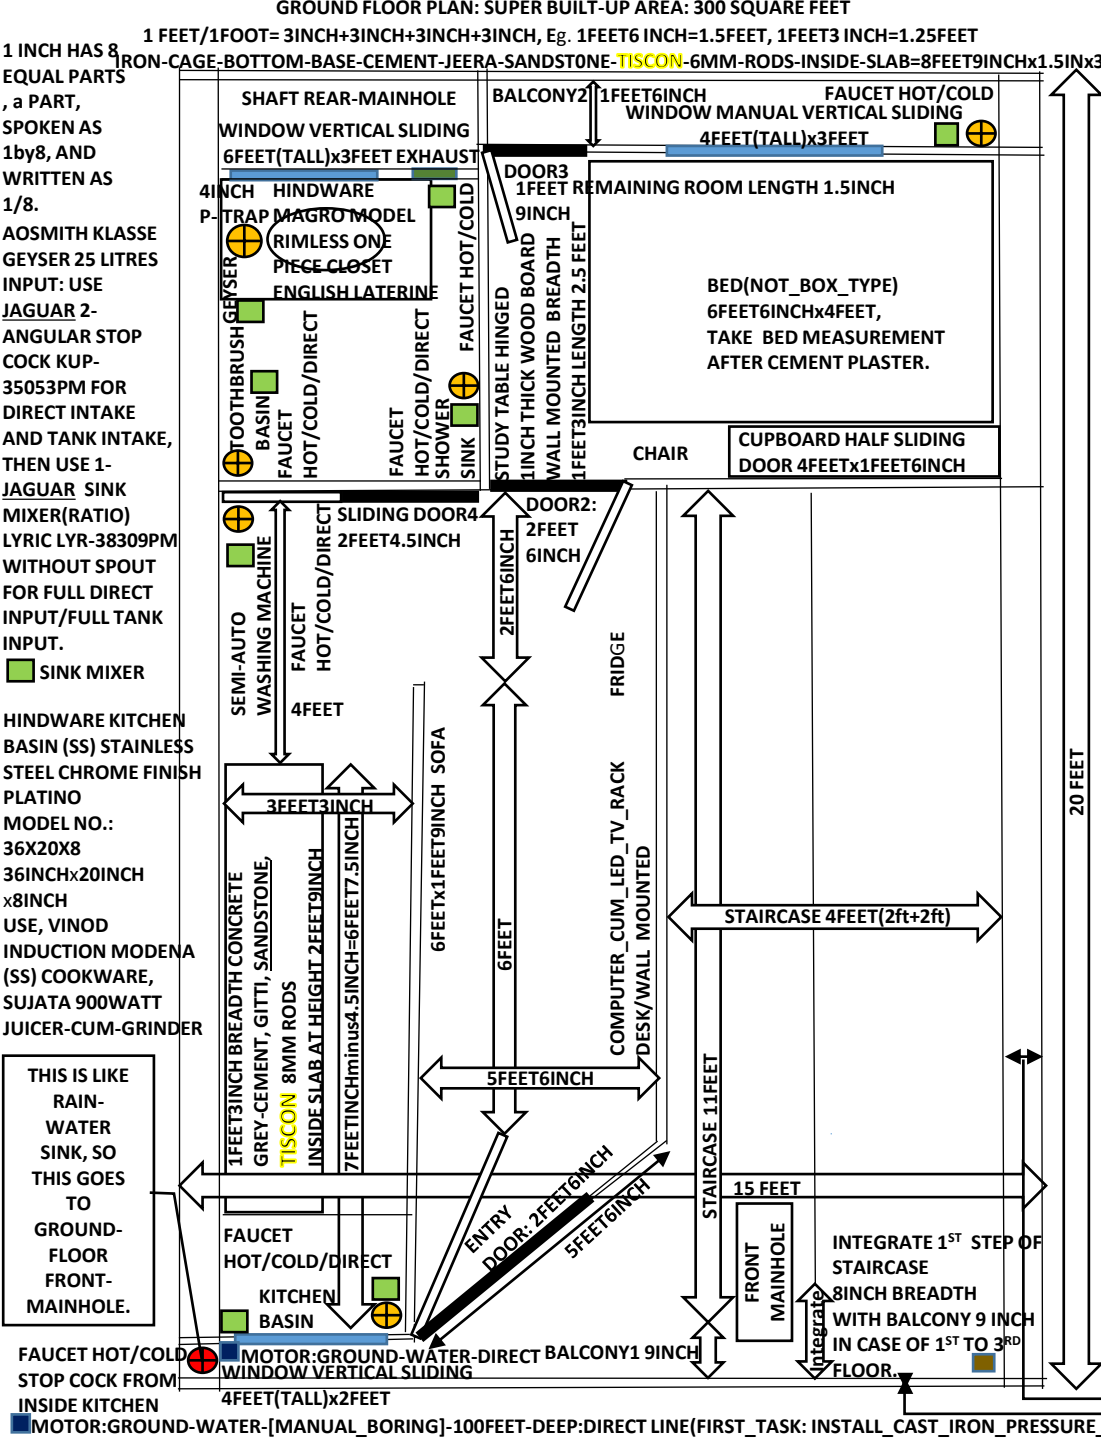 GROUND FLOOR PLAN: SUPER BUILT-UP AREA: 300 SQUARE FEET
1 FEET/1FOOT= 3INCH+3INCH+3INCH+3INCH, Eg. 1FEET6 INCH=1.5FEET, 1FEET3 INCH=1.25FEET
IRON-CAGE-BOTTOM-BASE-CEMENT-JEERA-SANDST0NE-TISCON-6MM-RODS-INSIDE-SLAB=8FEET9INCHx1.5INx3
1 INCH HAS 8
EQUAL PARTS
, a PART,
SPOKEN AS
1by8, AND
WRITTEN AS
1/8.
AOSMITH KLASSE
GEYSER 25 LITRES
INPUT: USE
JAGUAR 2-
ANGULAR STOP
COCK KUP-
35053PM FOR
DIRECT INTAKE
AND TANK INTAKE,
THEN USE 1-
JAGUAR SINK
MIXER(RATIO)
LYRIC LYR-38309PM
WITHOUT SPOUT
FOR FULL DIRECT
INPUT/FULL TANK
INPUT.
SINK MIXER
HINDWARE KITCHEN
BASIN (SS) STAINLESS
STEEL CHROME FINISH
PLATINO
MODEL NO.:
36X20X8
36INCHx20INCH
x8INCH
USE, VINOD
INDUCTION MODENA
(SS) COOKWARE,
SUJATA 900WATT
JUICER-CUM-GRINDER
THIS IS LIKE
RAIN-
WATER
SINK, SO
THIS GOES
TO
GROUND-
FLOOR
FRONT-
MAINHOLE.
FAUCET HOT/COLD
STOP COCK FROM
INSIDE KITCHEN
SHAFT REAR-MAINHOLE
WINDOW VERTICAL SLIDING
6FEET(TALL)x3FEET EXHAUST
BALCONY2 1FEET6INCH
FAUCET HOT/COLD
WINDOW MANUAL VERTICAL SLIDING
4FEET(TALL)x3FEET
4INCH
P- TRAP
HINDWARE
MAGRO MODEL
RIMLESS ONE
PIECE CLOSET
ENGLISH LATERINE
FAUCET HOT/COLD
GEYSER
TOOTHBRUSH
BASIN
FAUCET
HOT/COLD/DIRECT
FAUCET
HOT/COLD/DIRECT
SHOWER
SINK
DOOR3
1FEET
9INCH
REMAINING ROOM LENGTH 1.5INCH
STUDY TABLE HINGED
1INCH THICK WOOD BOARD
WALL MOUNTED BREADTH
1FEET3INCH LENGTH 2.5 FEET
BED(NOT_BOX_TYPE)
6FEET6INCHx4FEET,
TAKE BED MEASUREMENT
AFTER CEMENT PLASTER.
CHAIR
CUPBOARD HALF SLIDING
DOOR 4FEETx1FEET6INCH
SLIDING DOOR4
2FEET4.5INCH
DOOR2:
2FEET
6INCH
2FEET6INCH
SEMI-AUTO
WASHING MACHINE
FAUCET
HOT/COLD/DIRECT
4FEET
FRIDGE
3FEET3INCH
6FEETx1FEET9INCH SOFA
6FEET
COMPUTER_CUM_LED_TV_RACK
DESK/WALL MOUNTED
1FEET3INCH BREADTH CONCRETE
GREY-CEMENT, GITTI, SANDSTONE,
TISCON 8MM RODS
INSIDE SLAB AT HEIGHT 2FEET9INCH
7FEETINCHminus4.5INCH=6FEET7.5INCH
STAIRCASE 4FEET(2ft+2ft)
20 FEET
5FEET6INCH
STAIRCASE 11FEET
15 FEET
ENTRY
DOOR: 2FEET6INCH
5FEET6INCH
FAUCET
HOT/COLD/DIRECT
KITCHEN
BASIN
FRONT
MAINHOLE
Integrate
INTEGRATE 1ST STEP OF
STAIRCASE
8INCH BREADTH
WITH BALCONY 9 INCH
IN CASE OF 1ST TO 3RD
FLOOR.
MOTOR:GROUND-WATER-DIRECT
BALCONY1 9INCH
WINDOW VERTICAL SLIDING
4FEET(TALL)x2FEET
MOTOR:GROUND-WATER-[MANUAL_BORING]-100FEET-DEEP:DIRECT LINE(FIRST_TASK: INSTALL_CAST_IRON_PRESSURE_